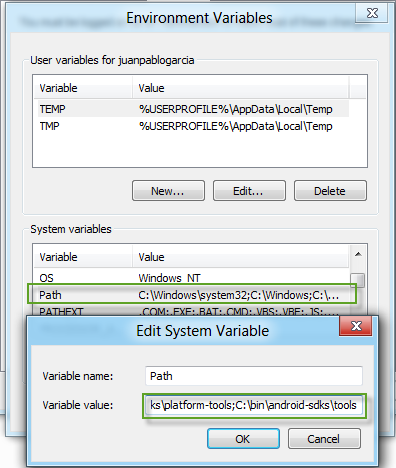 Environment Variables
User variables for juanpablogarcia
Variable Value
TEMP %USERPROFILE%\AppData\Local\Temp
TMP %USERPROFILE%\AppData\Local\Temp
New... Edit... Delete
System variables
Variable Value
OS Windows_NT
Path C:\Windows\system32;C:\Windows;C:\...
PATHEXT .COM;.EXE;.BAT;.CMD;.VBS;.VBE;.JS;....
Edit System Variable
Variable name: Path
Variable value: ks\platform-tools;C:\bin\android-sdks\tools
OK Cancel